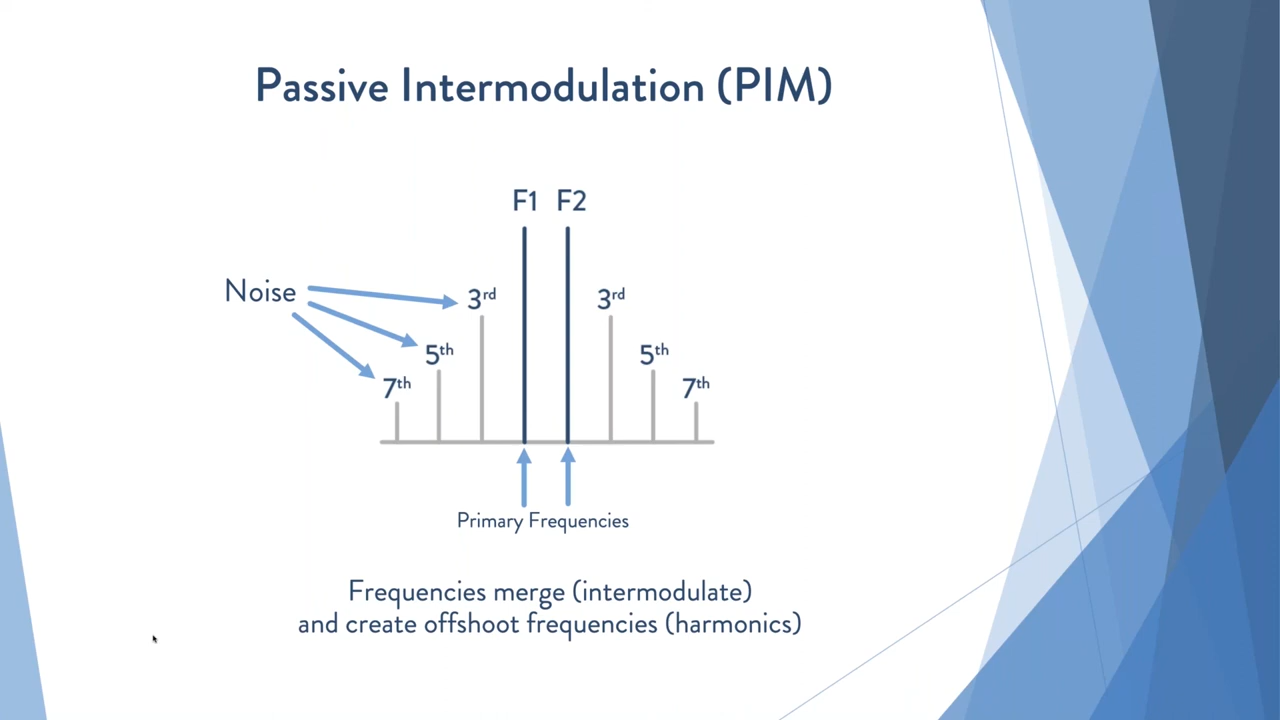 Passive Intermodulation (PIM)
F1 F2
Noise
3rd
3rd
5th
5th
7th
7th
Primary Frequencies
Frequencies merge (intermodulate)
and create offshoot frequencies (harmonics)